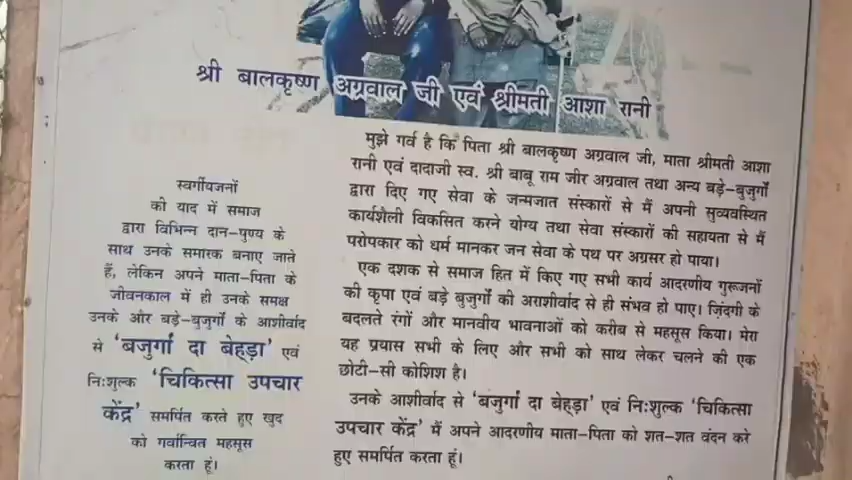 श्री बालकृष्ण अग्रवाल जी एवं श्रीमती आशा रानी
स्वर्गीयजनों
की याद में समाज
द्वारा विभिन्न दान-पुण्य के
साथ उनके समारक बनाए जाते
हैं, लेकिन अपने माता-पिता के
जीवनकाल में ही उनके समक्ष
उनके और बड़े-बुजुर्गों के आशीर्वाद
से 'बजुर्गां दा बेहड़ा' एवं
निःशुल्क 'चिकित्सा उपचार
केंद्र' समर्पित करते हुए खुद
को गर्वान्वित महसूस
करता हूं।
मुझे गर्व है कि पिता श्री बालकृष्ण अग्रवाल जी, माता श्रीमती आशा
रानी एवं दादाजी स्व. श्री बाबू राम जीर अग्रवाल तथा अन्य बड़े-बुजुर्गों
द्वारा दिए गए सेवा के जन्मजात संस्कारों से मैं अपनी सुव्यवस्थित
कार्यशैली विकसित करने योग्य तथा सेवा संस्कारों की सहायता से मैं
परोपकार को धर्म मानकर जन सेवा के पथ पर अग्रसर हो पाया।
एक दशक से समाज हित में किए गए सभी कार्य आदरणीय गुरूजनों
की कृपा एवं बड़े बुजुर्गों की अराशीर्वाद से ही संभव हो पाए। ज़िंदगी के
बदलते रंगों और मानवीय भावनाओं को करीब से महसूस किया। मेरा
यह प्रयास सभी के लिए और सभी को साथ लेकर चलने की एक
छोटी-सी कोशिश है।
उनके आशीर्वाद से 'बजुर्गां दा बेहड़ा' एवं निःशुल्क 'चिकित्सा
उपचार केंद्र' मैं अपने आदरणीय माता-पिता को शत-शत वंदन करे
हुए समर्पित करता हूं।